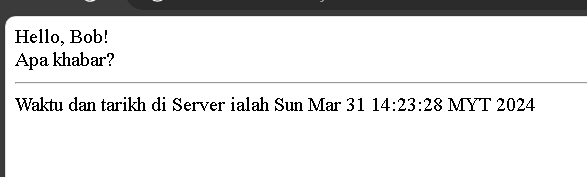 Hello, Bob!
Apa khabar?
Waktu dan tarikh di Server ialah Sun Mar 31 14:23:28 MYT 2024